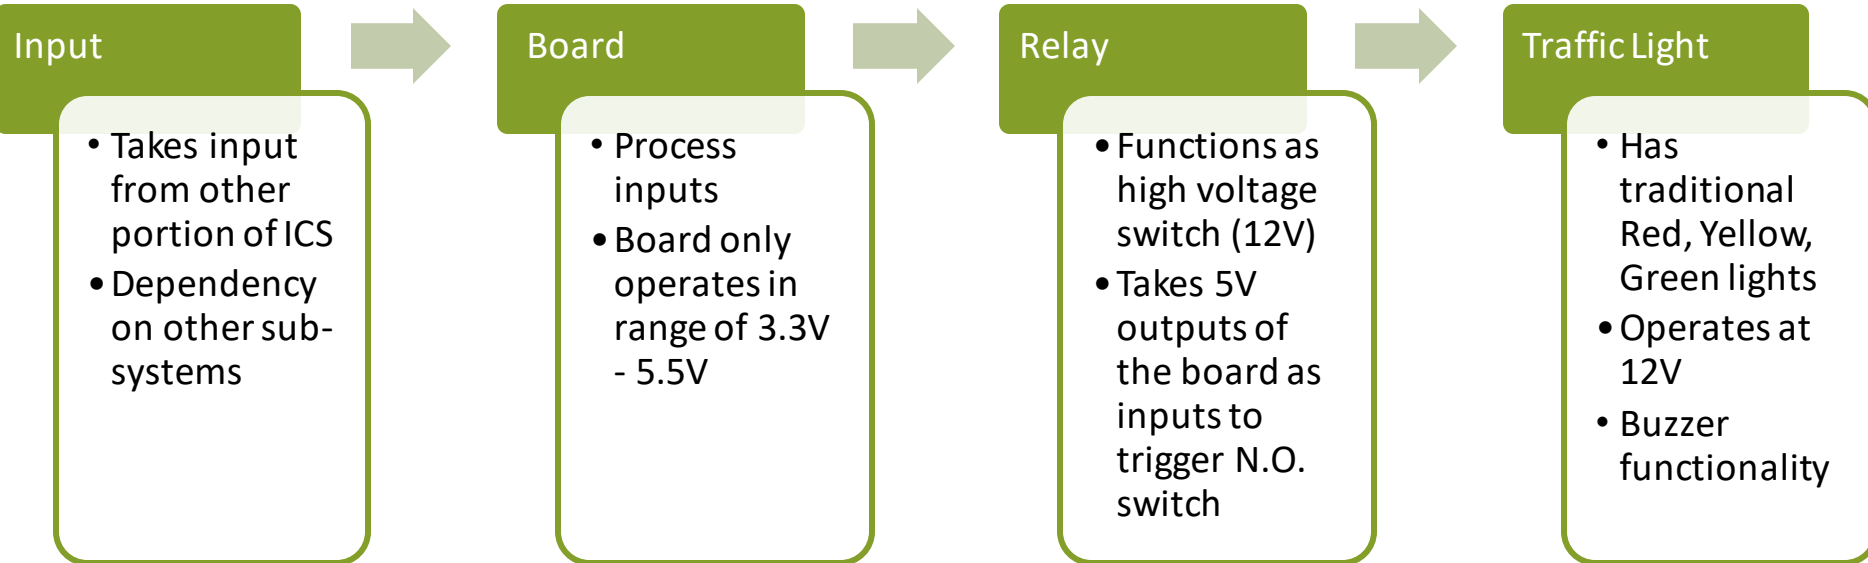 Input
• Takes input
from other
portion of ICS
• Dependency
on other sub-
systems
Board
• Process
inputs
• Board only
operates in
range of 3.3V
- 5.5V
Relay
• Functions as
high voltage
switch (12V)
• Takes 5V
outputs of
the board as
inputs to
trigger N.O.
switch
Traffic Light
• Has
traditional
Red, Yellow,
Green lights
• Operates at
12V
• Buzzer
functionality